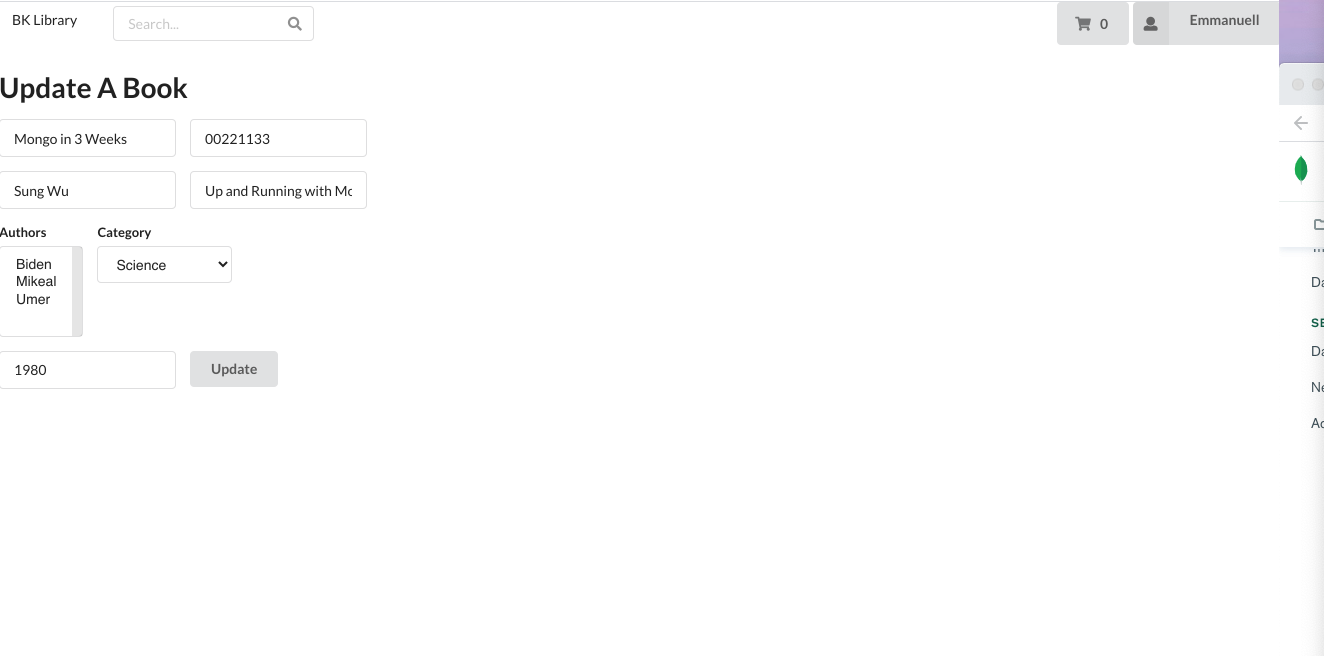 BK Library
Search...
0
Emmanuell
Update A Book
Mongo in 3 Weeks
00221133
Sung Wu
Up and Running with Mc
Authors
Category
Biden
Mikeal
Umer
Science
1980
Update
Da
SE
Da
Ne
Ac